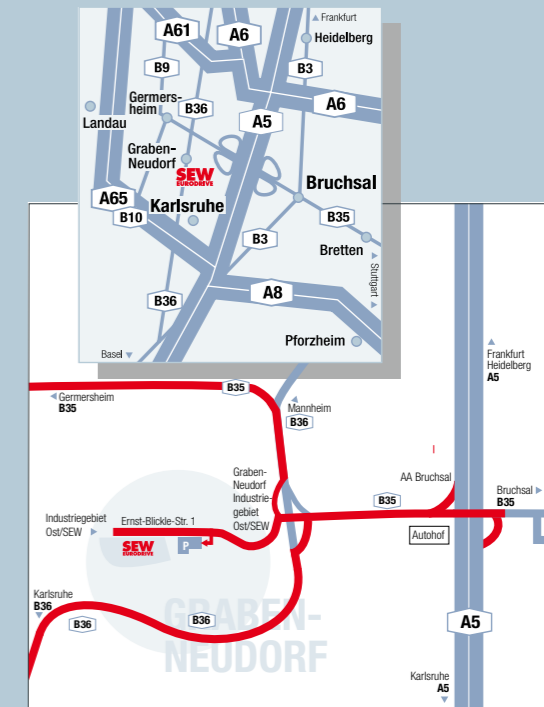 Frankfurt
A61
A6
Heidelberg
B9
B3
Germers-
heim
B36
A6
Landau
A5
Graben-
Neudorf
SEW
EURODRIVE
Bruchsal
A65
Karlsruhe
B10
B35
B3
Bretten
Stuttgart
B36
A8
Pforzheim
Basel
Frankfurt
Heidelberg
A5
B35
Germersheim
B35
Mannheim
B36
Graben-
Neudorf
Industrie-
gebiet
Ost/SEW
AA Bruchsal
Bruchsal
B35
B35
Industriegebiet
Ost/SEW
Ernst-Blickle-Str. 1
Autohof
SEW
EURODRIVE
P
Karlsruhe
B36
B36
B36
GRABEN-
NEUDORF
A5
Karlsruhe
A5